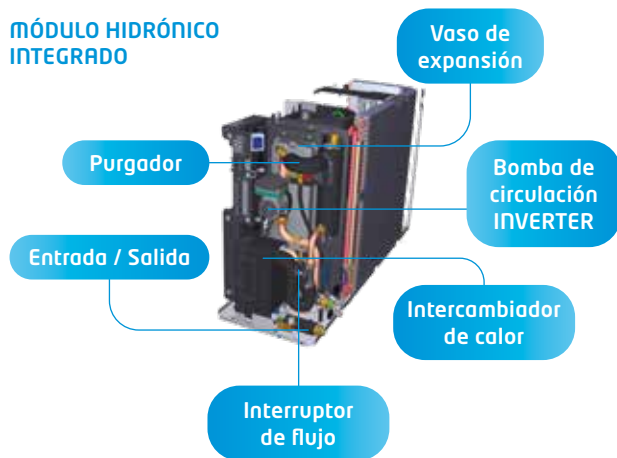 MÓDULO HIDRÓNICO
INTEGRADO
Vaso de
expansión
Purgador
Bomba de
circulación
INVERTER
Entrada / Salida
Intercambiador
de calor
Interruptor
de flujo